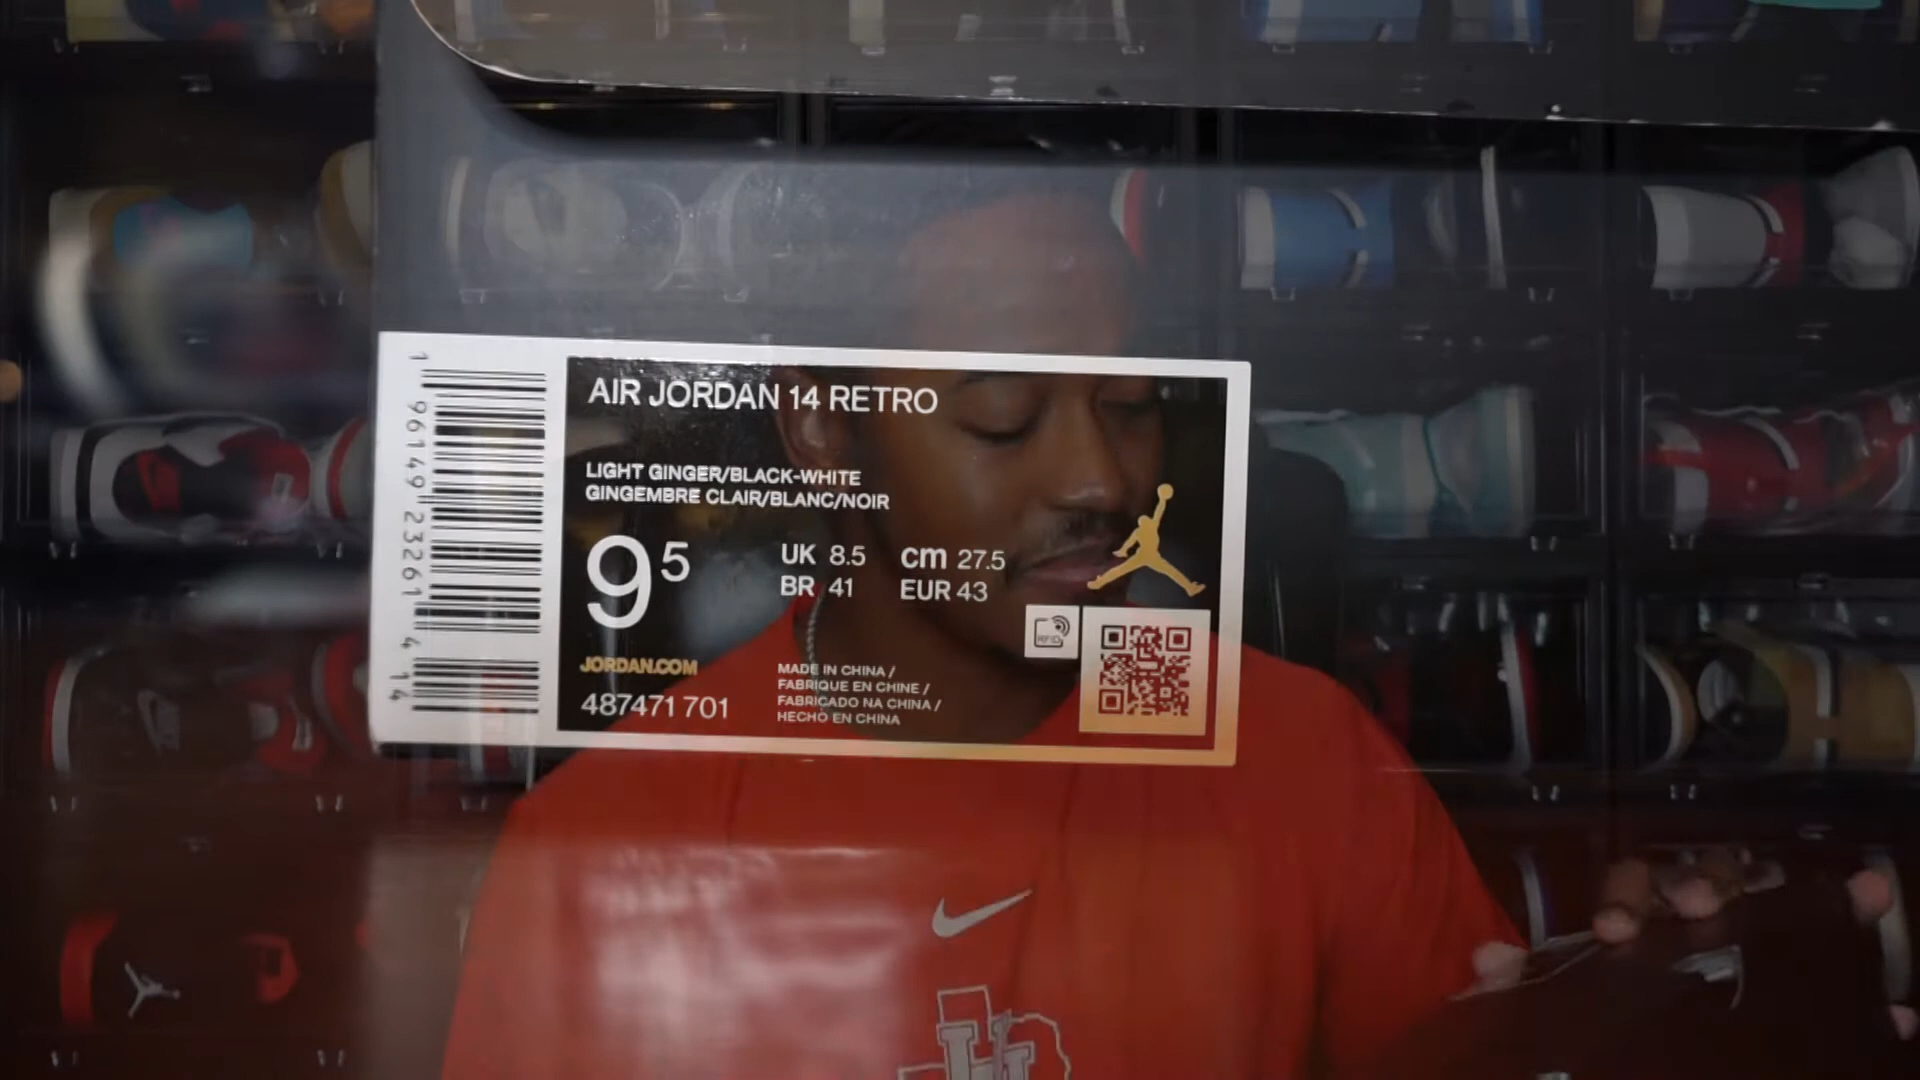 AIR JORDAN 14 RETRO
LIGHT GINGER/BLACK-WHITE
GINGEMBRE CLAIR/BLANC/NOIR
9 5
UK 8.5 cm 27.5
BR 41 EUR 43
RFID
JORDAN.COM
487471 701
MADE IN CHINA /
FABRIQUE EN CHINE /
FABRICADO NA CHINA /
HECHO EN CHINA
1 96149 23261 4 14